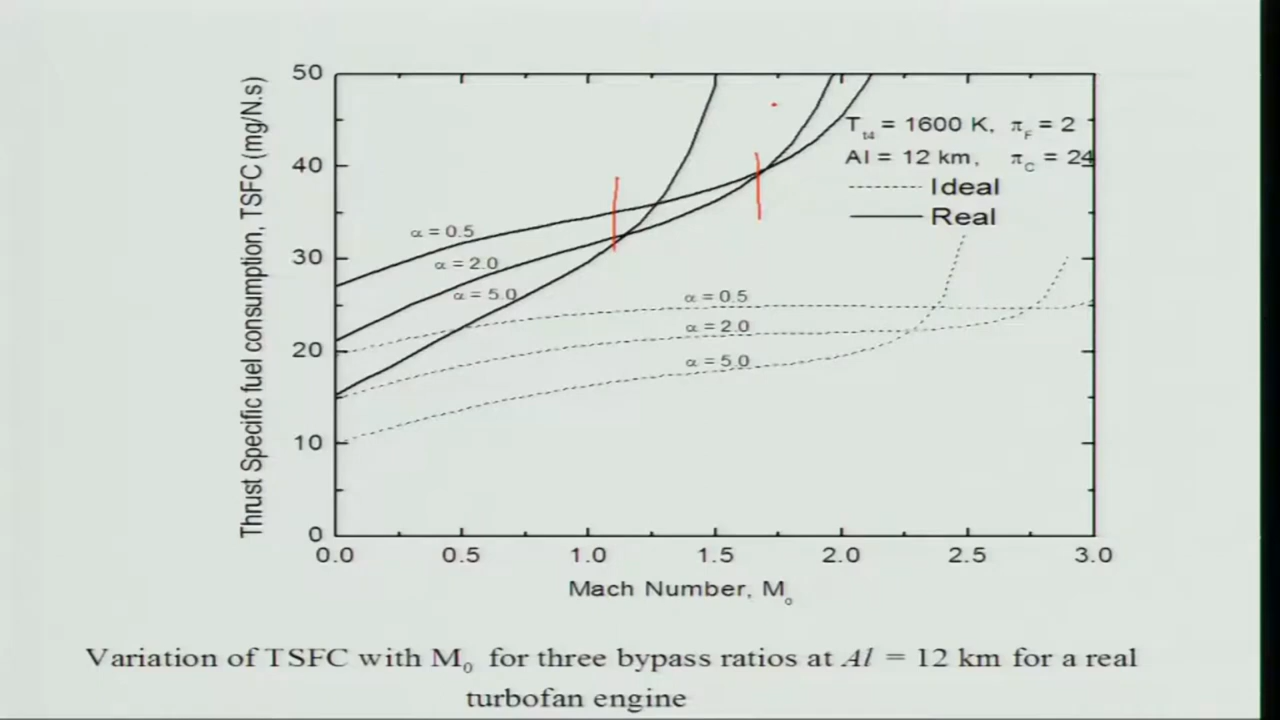 50
40
30
20
10
0
0.0 0.5 1.0 1.5 2.0 2.5 3.0
Thrust Specific fuel consumption, TSFC (mg/N.s)
Mach Number, M₀
T_t4 = 1600 K, π_F = 2
Al = 12 km, π_C = 24
Ideal
Real
α = 0.5
α = 2.0
α = 5.0
α = 0.5
α = 2.0
α = 5.0
Variation of TSFC with M₀ for three bypass ratios at Al = 12 km for a real
turbofan engine